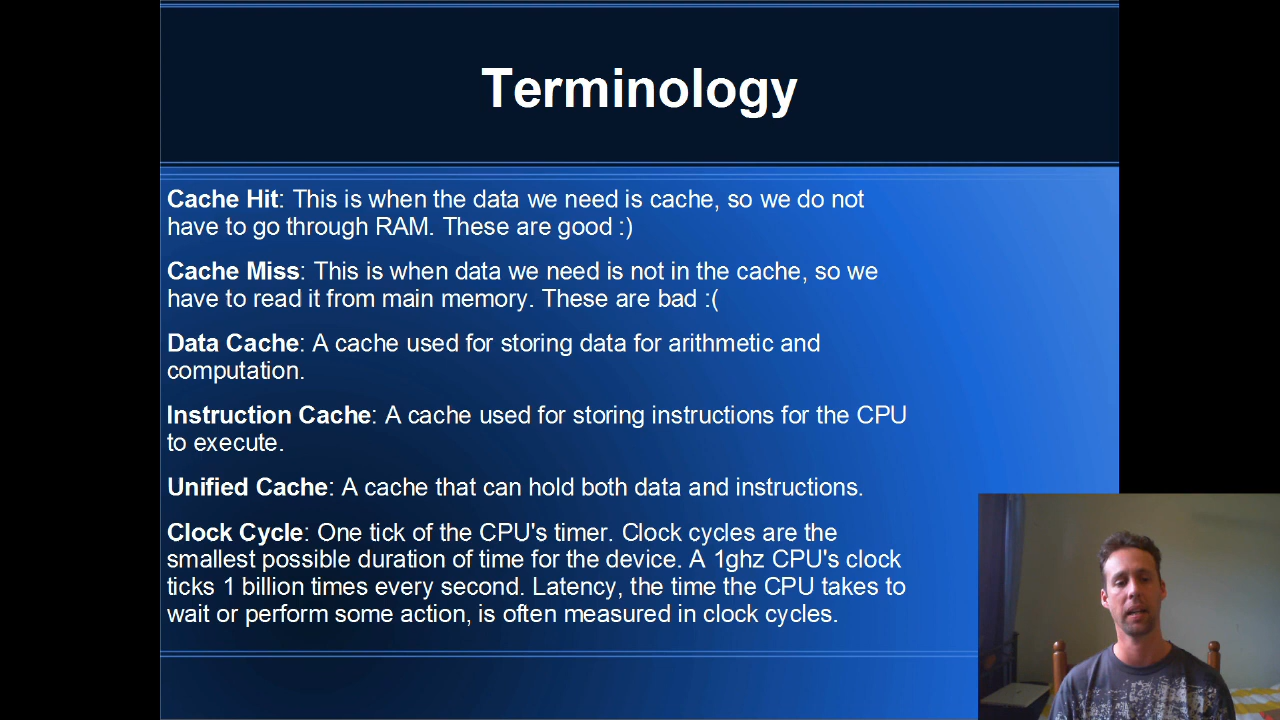 Terminology
Cache Hit: This is when the data we need is cache, so we do not
have to go through RAM. These are good :)
Cache Miss: This is when data we need is not in the cache, so we
have to read it from main memory. These are bad :(
Data Cache: A cache used for storing data for arithmetic and
computation.
Instruction Cache: A cache used for storing instructions for the CPU
to execute.
Unified Cache: A cache that can hold both data and instructions.
Clock Cycle: One tick of the CPU's timer. Clock cycles are the
smallest possible duration of time for the device. A 1ghz CPU's clock
ticks 1 billion times every second. Latency, the time the CPU takes to
wait or perform some action, is often measured in clock cycles.